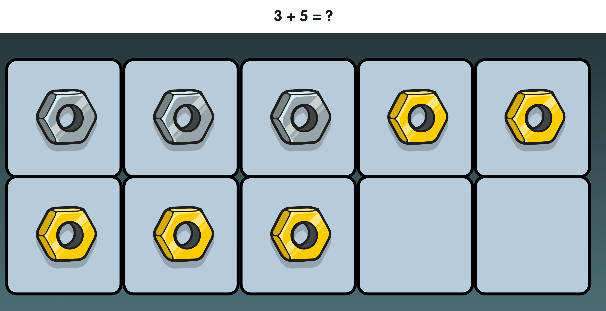 3 + 5 = ?